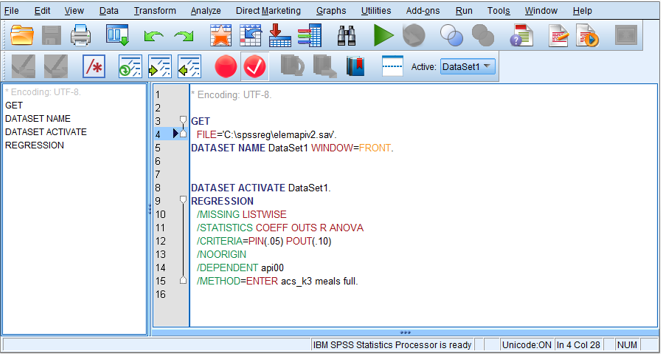 File Edit View Data Transform Analyze Direct Marketing Graphs Utilities Add-ons Run Tools Window Help
Active: DataSet1
* Encoding: UTF-8.
GET
DATASET NAME
DATASET ACTIVATE
REGRESSION
1 * Encoding: UTF-8.
2
3 GET
4 FILE='C:\spssreg\elemapiv2.sav'.
5 DATASET NAME DataSet1 WINDOW=FRONT.
6
7
8 DATASET ACTIVATE DataSet1.
9 REGRESSION
10 /MISSING LISTWISE
11 /STATISTICS COEFF OUTS R ANOVA
12 /CRITERIA=PIN(.05) POUT(.10)
13 /NOORIGIN
14 /DEPENDENT api00
15 /METHOD=ENTER acs_k3 meals full.
16
IBM SPSS Statistics Processor is ready Unicode:ON In 4 Col 28 NUM